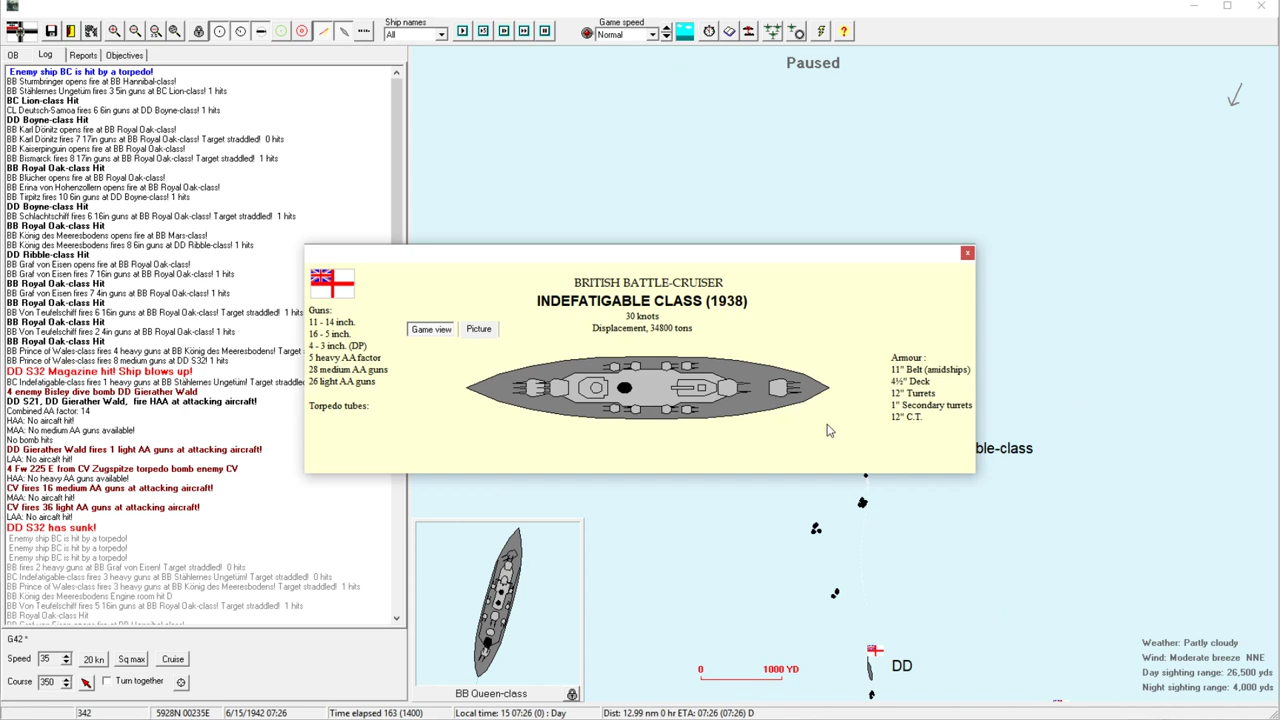 Ship names
Game speed
All
Normal
OB
Log
Reports
Objectives
Enemy ship BC is hit by a torpedo!
BB Sturmbringer opens fire at BB Hannibal-class!
BB Stählernes Ungetüm fires 3 5in guns at BC Lion-class! 1 hits
BC Lion-class Hit
CL Deutsch-Samoa fires 6 6in guns at DD Boyne-class! 1 hits
DD Boyne-class Hit
BB Karl Dönitz opens fire at BB Royal Oak-class!
BB Karl Dönitz fires 7 17in guns at BB Royal Oak-class! Target straddled! 0 hits
BB Kaiserpinguin opens fire at BB Royal Oak-class!
BB Bismarck fires 8 17in guns at BB Royal Oak-class! Target straddled! 1 hits
BB Royal Oak-class Hit
BB Blücher opens fire at BB Royal Oak-class!
BB Erina von Hohenzollern opens fire at BB Royal Oak-class!
BB Tirpitz fires 10 6in guns at DD Boyne-class! 1 hits
DD Boyne-class Hit
BB Schlachtschiff fires 6 16in guns at BB Royal Oak-class! Target straddled! 1 hits
BB Royal Oak-class Hit
BB König des Meeresbodens opens fire at BB Mars-class!
BB König des Meeresbodens fires 8 6in guns at DD Ribble-class! 1 hits
DD Ribble-class Hit
BB Graf von Eisen opens fire at BB Royal Oak-class!
BB Graf von Eisen fires 7 16in guns at BB Royal Oak-class! 1 hits
BB Royal Oak-class Hit
BB Graf von Eisen fires 7 4in guns at BB Royal Oak-class! 1 hits
BB Royal Oak-class Hit
BB Von Teufelschiff fires 6 16in guns at BB Royal Oak-class! Target straddled! 1 hits
BB Royal Oak-class Hit
BB Von Teufelschiff fires 2 4in guns at BB Royal Oak-class! 1 hits
BB Royal Oak-class Hit
BB Prince of Wales-class fires 4 heavy at BB König des Meeresbodens! Target
BB Prince of Wales-class fires 8 medium at DD S32! 1 hits
DD S32 Magazine hit! Ship blows up!
BC Indefatigable-class fires 1 heavy at BB Stählernes Ungetüm! Target straddled!
4 enemy Bisley dive bomb DD Gierather Wald
DD S21, DD Gierather Wald, fire HAA at attacking aircraft!
Combined AA factor: 14
HAA: No aircraft hit!
MAA: No medium AA guns available!
No bomb hits
DD Gierather Wald fires 1 light AA guns at attacking aircraft!
LAA: No aircraft hit!
4 Fw 225 E from CV Zugspitze torpedo bomb enemy CV
HAA: No heavy AA guns available!
CV fires 16 medium AA guns at attacking aircraft!
MAA: No aircraft hit!
CV fires 36 light AA guns at attacking aircraft!
LAA: No aircraft hit!
DD S32 has sunk!
Enemy ship BC is hit by a torpedo!
Enemy ship BC is hit by a torpedo!
Enemy ship BC is hit by a torpedo!
BB fires 2 heavy at BB Graf von Eisen! Target straddled! 0 hits
BC Indefatigable-class fires 3 heavy at BB Stählernes Ungetüm! Target straddled! 0 hits
BB Prince of Wales-class fires 3 heavy at BB König des Meeresbodens! Target straddled! 1 hits
BB König des Meeresbodens Engine room hit D
BB Von Teufelschiff fires 5 16in guns at BB Royal Oak-class! Target straddled! 1 hits
BB Royal Oak-class Hit
G42 *
Speed
35
20 kn
Sq max
Cruise
Course
350
Turn together
Paused
x
BRITISH BATTLE-CRUISER
INDEFATIGABLE CLASS (1938)
30 knots
Displacement, 34800 tons
Guns:
11 - 14 inch.
16 - 5 inch.
4 - 3 inch. (DP)
5 heavy AA factor
28 medium AA guns
26 light AA guns
Torpedo tubes:
Game view
Picture
Armour :
11" Belt (amidships)
4½" Deck
12" Turrets
1" Secondary turrets
12" C.T.
ble-class
BB Queen-class
0
1000 YD
DD
Weather: Partly cloudy
Wind: Moderate breeze NNE
Day sighting range: 26,500 yds
Night sighting range: 4,000 yds
342
5928N 00235E
6/15/1942 07:26
Time elapsed 163 (1400)
Local time: 15 07:26 (0) : Day
Dist: 12.99 nm 0 hr ETA: 07:26 (07:26) D